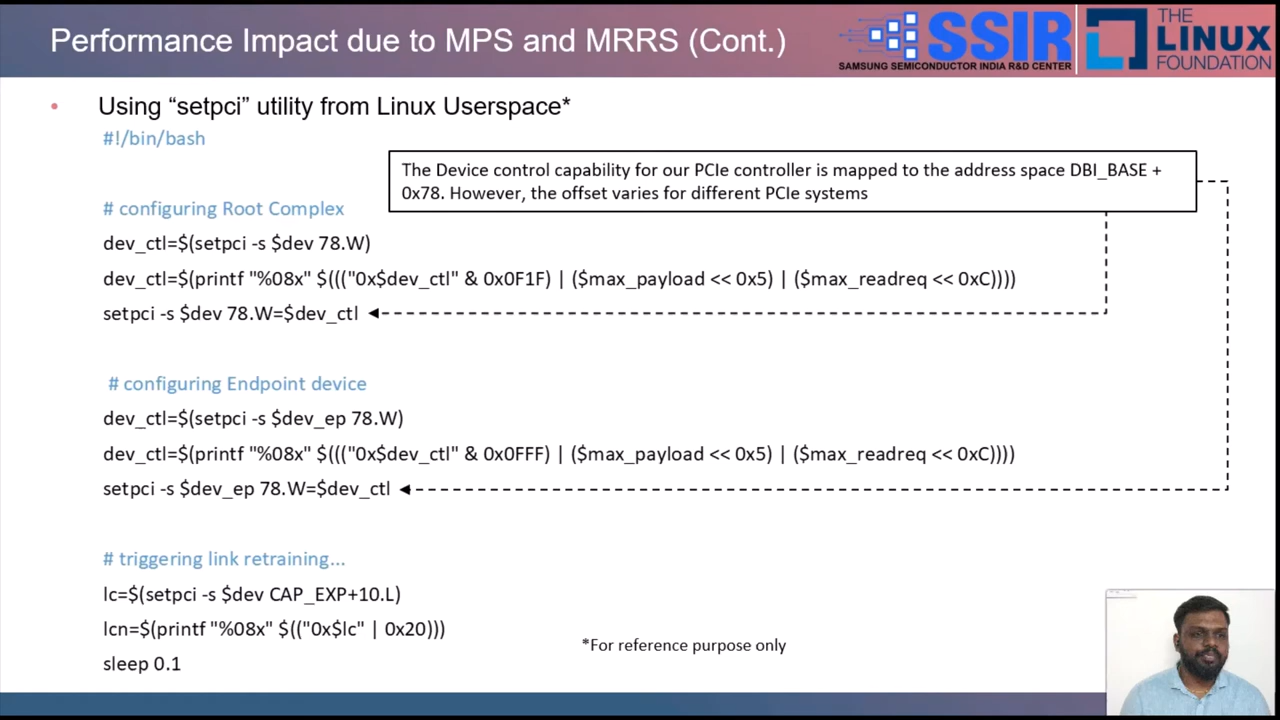 Performance Impact due to MPS and MRRS (Cont.)
SSIR
SAMSUNG SEMICONDUCTOR INDIA R&D CENTER
THE
LINUX
FOUNDATION
• Using “setpci” utility from Linux Userspace*
#!/bin/bash
The Device control capability for our PCIe controller is mapped to the address space DBI_BASE +
0x78. However, the offset varies for different PCIe systems
# configuring Root Complex
dev_ctl=$(setpci -s $dev 78.W)
dev_ctl=$(printf "%08x" $((("0x$dev_ctl" & 0x0F1F) | ($max_payload << 0x5) | ($max_readreq << 0xC))))
setpci -s $dev 78.W=$dev_ctl
# configuring Endpoint device
dev_ctl=$(setpci -s $dev_ep 78.W)
dev_ctl=$(printf "%08x" $((("0x$dev_ctl" & 0x0FFF) | ($max_payload << 0x5) | ($max_readreq << 0xC))))
setpci -s $dev_ep 78.W=$dev_ctl
# triggering link retraining...
lc=$(setpci -s $dev CAP_EXP+10.L)
lcn=$(printf "%08x" $(("0x$lc" | 0x20)))
sleep 0.1
*For reference purpose only